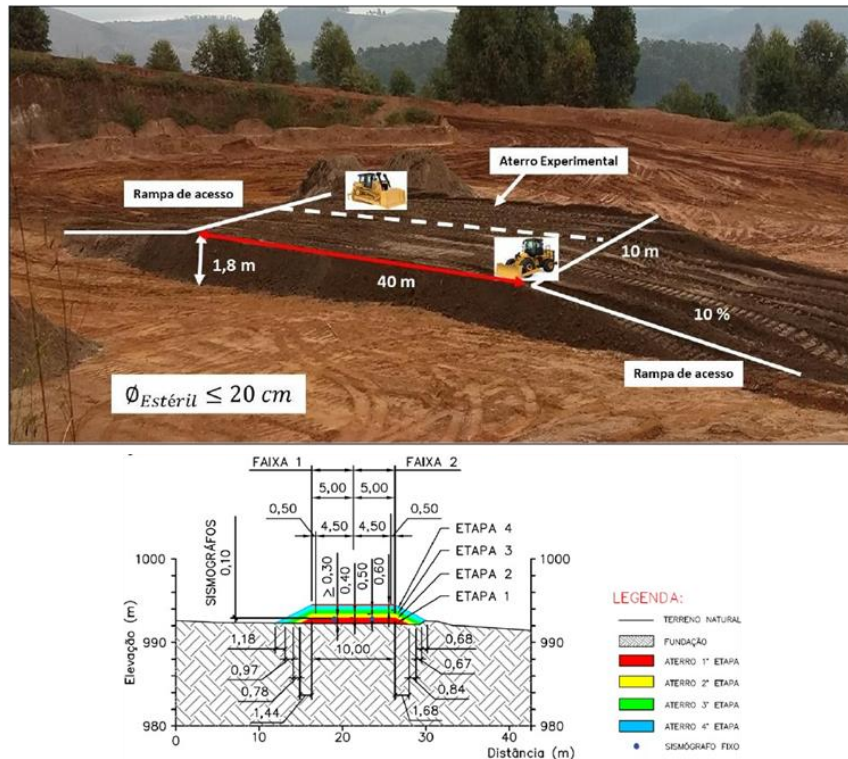 Aterro Experimental
Rampa de acesso
1,8 m
40 m
10 m
10 %
Rampa de acesso
Ø_Estéril ≤ 20 cm
FAIXA 1
FAIXA 2
5,00
5,00
0,50
4,50
4,50
0,50
SISMOGRÁFOS
0,10
≥ 0,30
0,40
0,50
0,60
ETAPA 4
ETAPA 3
ETAPA 2
ETAPA 1
Elevação (m)
1000
990
980
1000
990
980
1,18
0,97
0,78
1,44
10,00
0,68
0,67
0,84
1,68
0
10
20
30
40
Distância (m)
LEGENDA:
TERRENO NATURAL
FUNDAÇÃO
ATERRO 1ª ETAPA
ATERRO 2ª ETAPA
ATERRO 3ª ETAPA
ATERRO 4ª ETAPA
SISMÓGRAFO FIXO